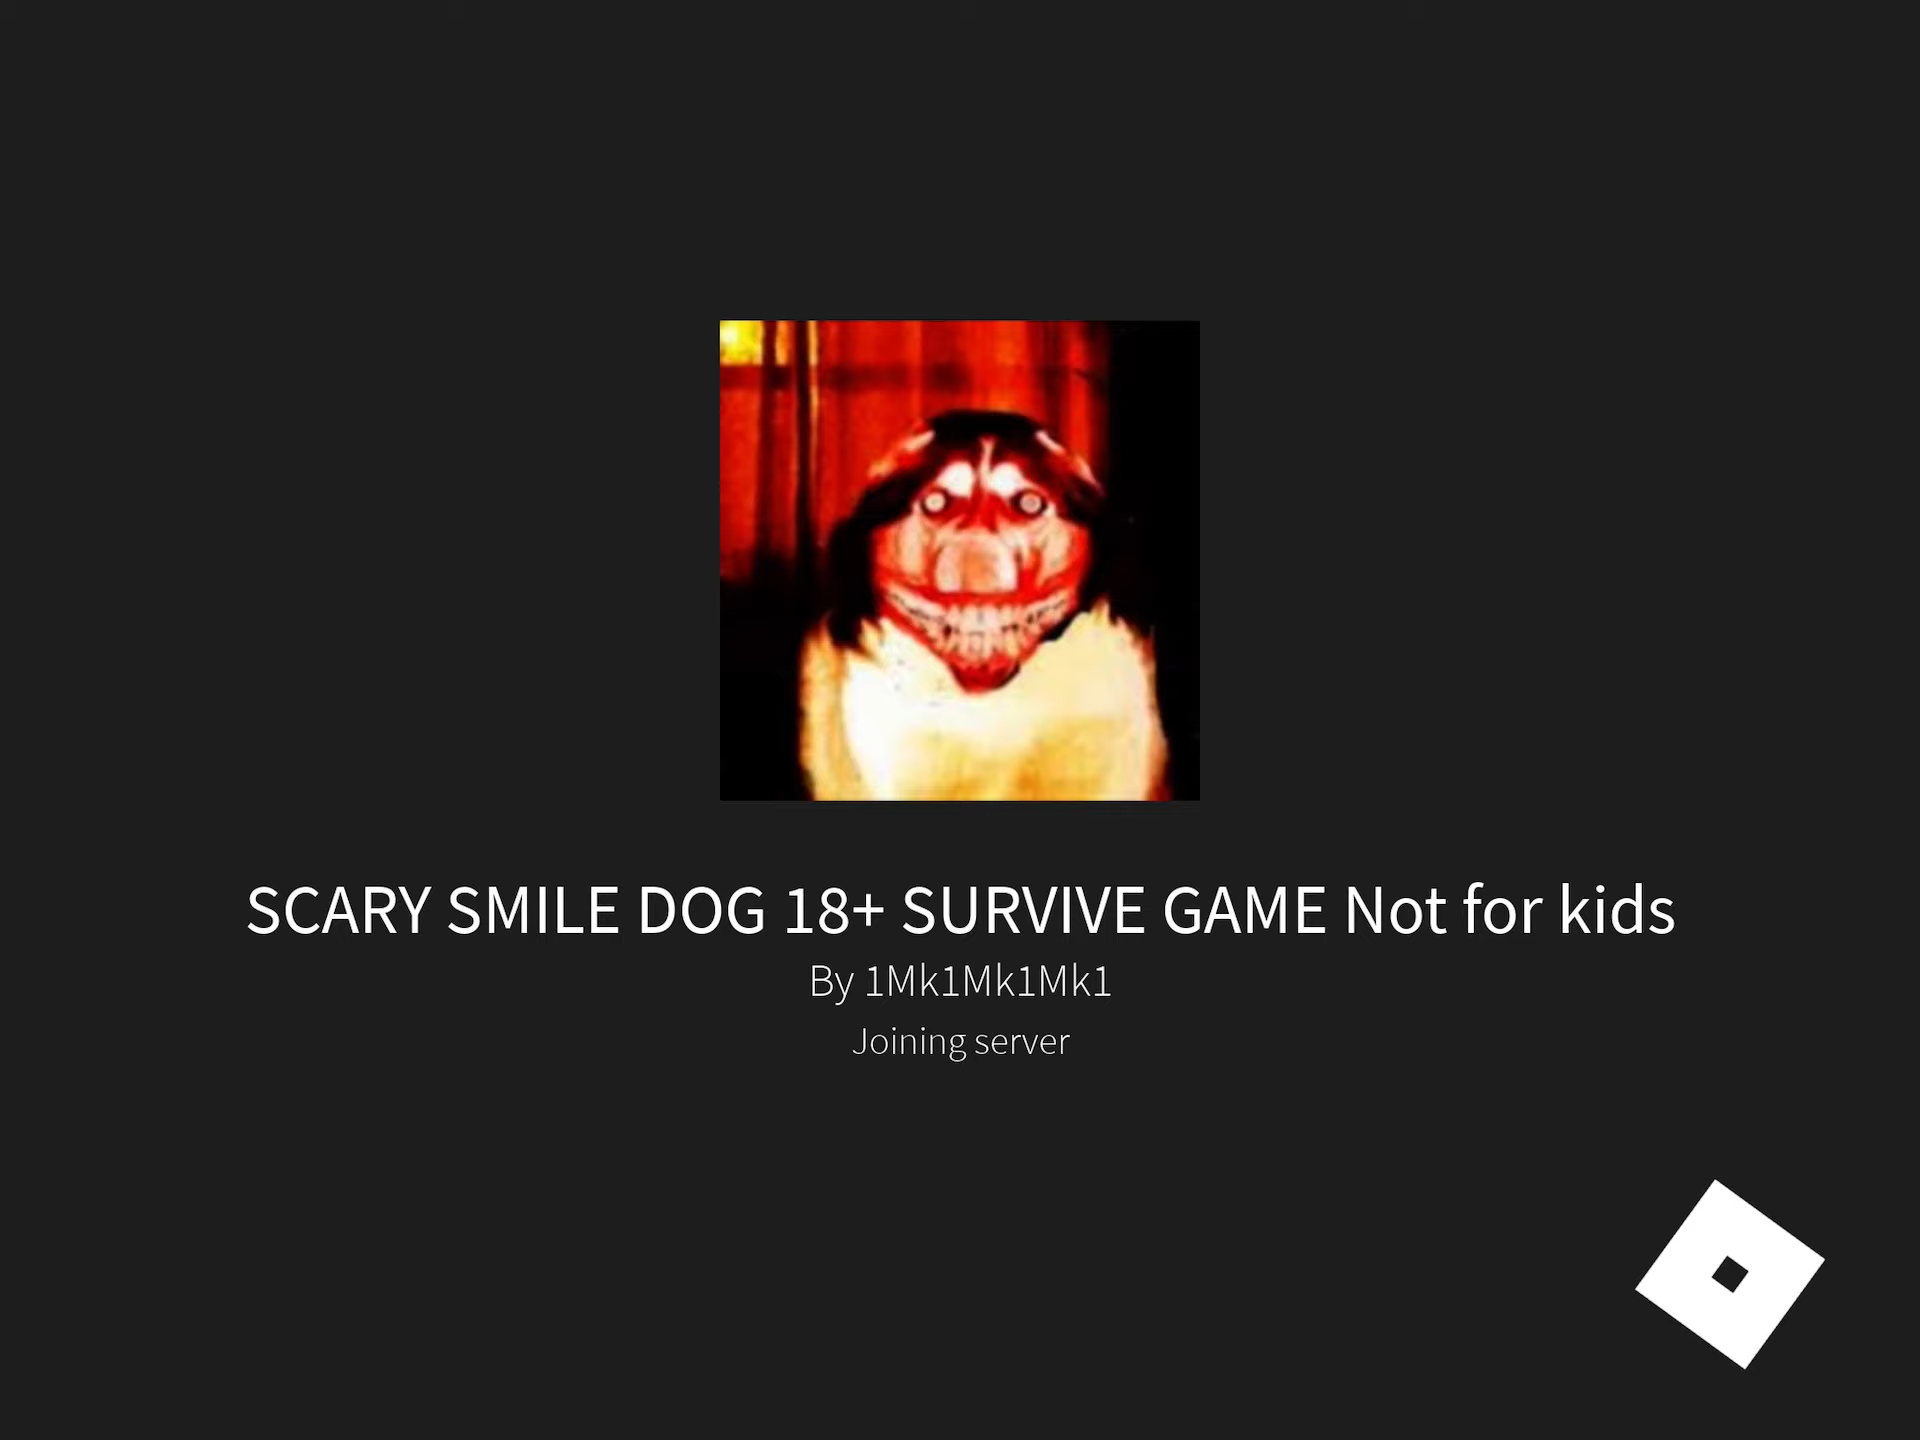 SCARY SMILE DOG 18+ SURVIVE GAME Not for kids
By 1Mk1Mk1Mk1
Joining server